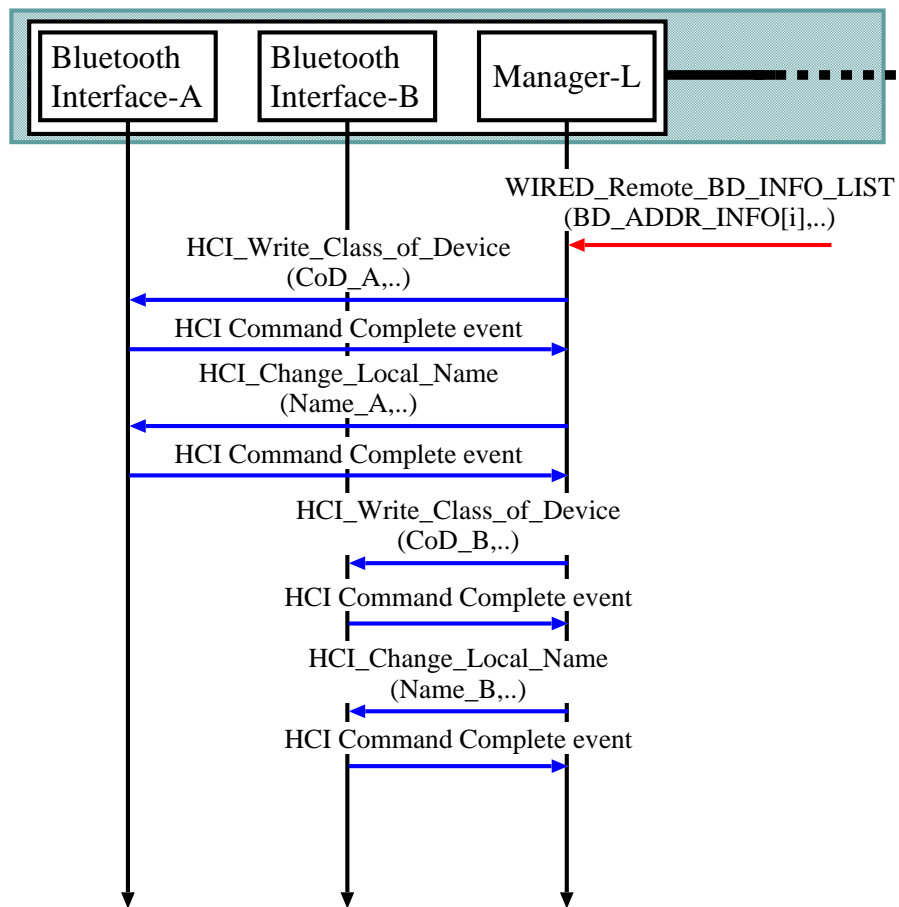 Bluetooth
Interface-A
Bluetooth
Interface-B
Manager-L
WIRED_Remote_BD_INFO_LIST
(BD_ADDR_INFO[i],..)
HCI_Write_Class_of_Device
(CoD_A,..)
HCI Command Complete event
HCI_Change_Local_Name
(Name_A,..)
HCI Command Complete event
HCI_Write_Class_of_Device
(CoD_B,..)
HCI Command Complete event
HCI_Change_Local_Name
(Name_B,..)
HCI Command Complete event